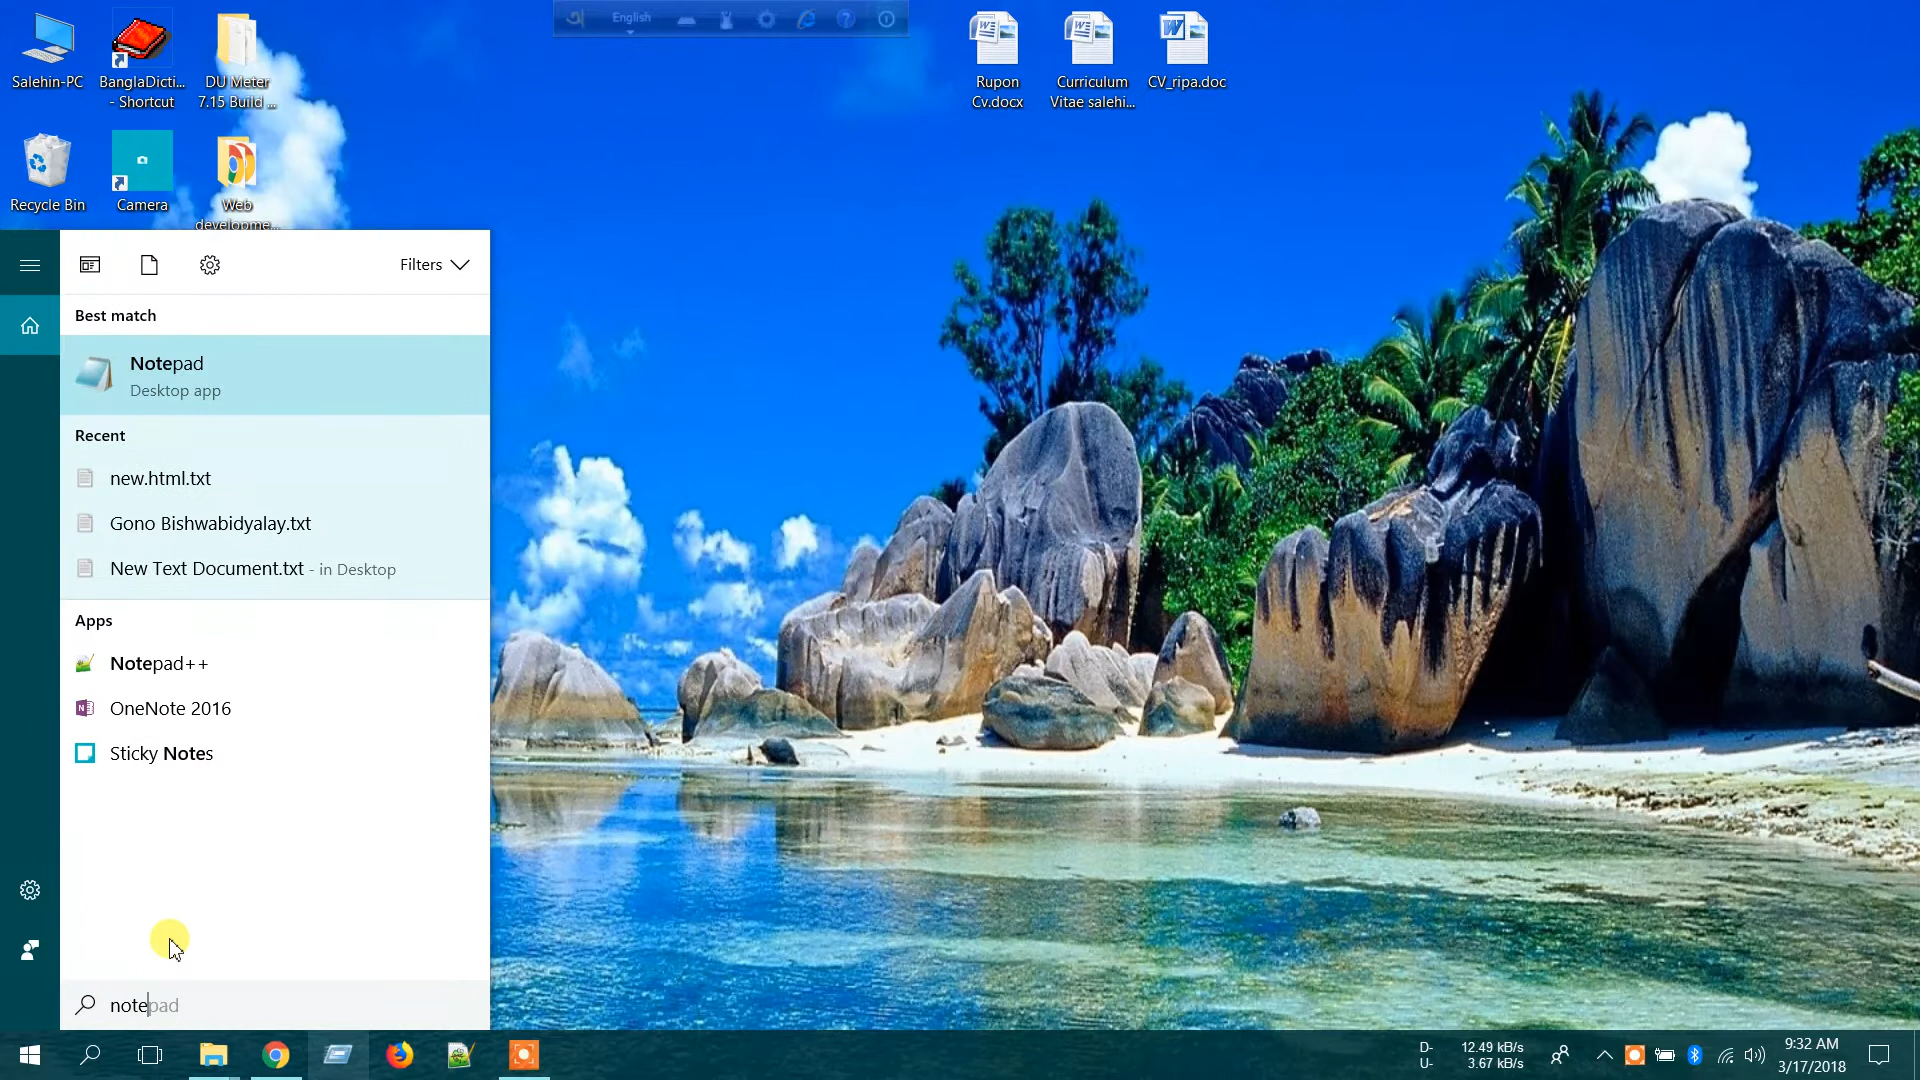 English
Salehin-PC
BanglaDicti...
- Shortcut
DU Meter
7.15 Build ...
Rupon
Cv.docx
Curriculum
Vitae salehi...
CV_ripa.doc
Recycle Bin
Camera
Web
developme...
Filters
Best match
Notepad
Desktop app
Recent
new.html.txt
Gono Bishwabidyalay.txt
New Text Document.txt - in Desktop
Apps
Notepad++
OneNote 2016
Sticky Notes
notepad
D- 12.49 kB/s
U- 3.67 kB/s
9:32 AM
3/17/2018